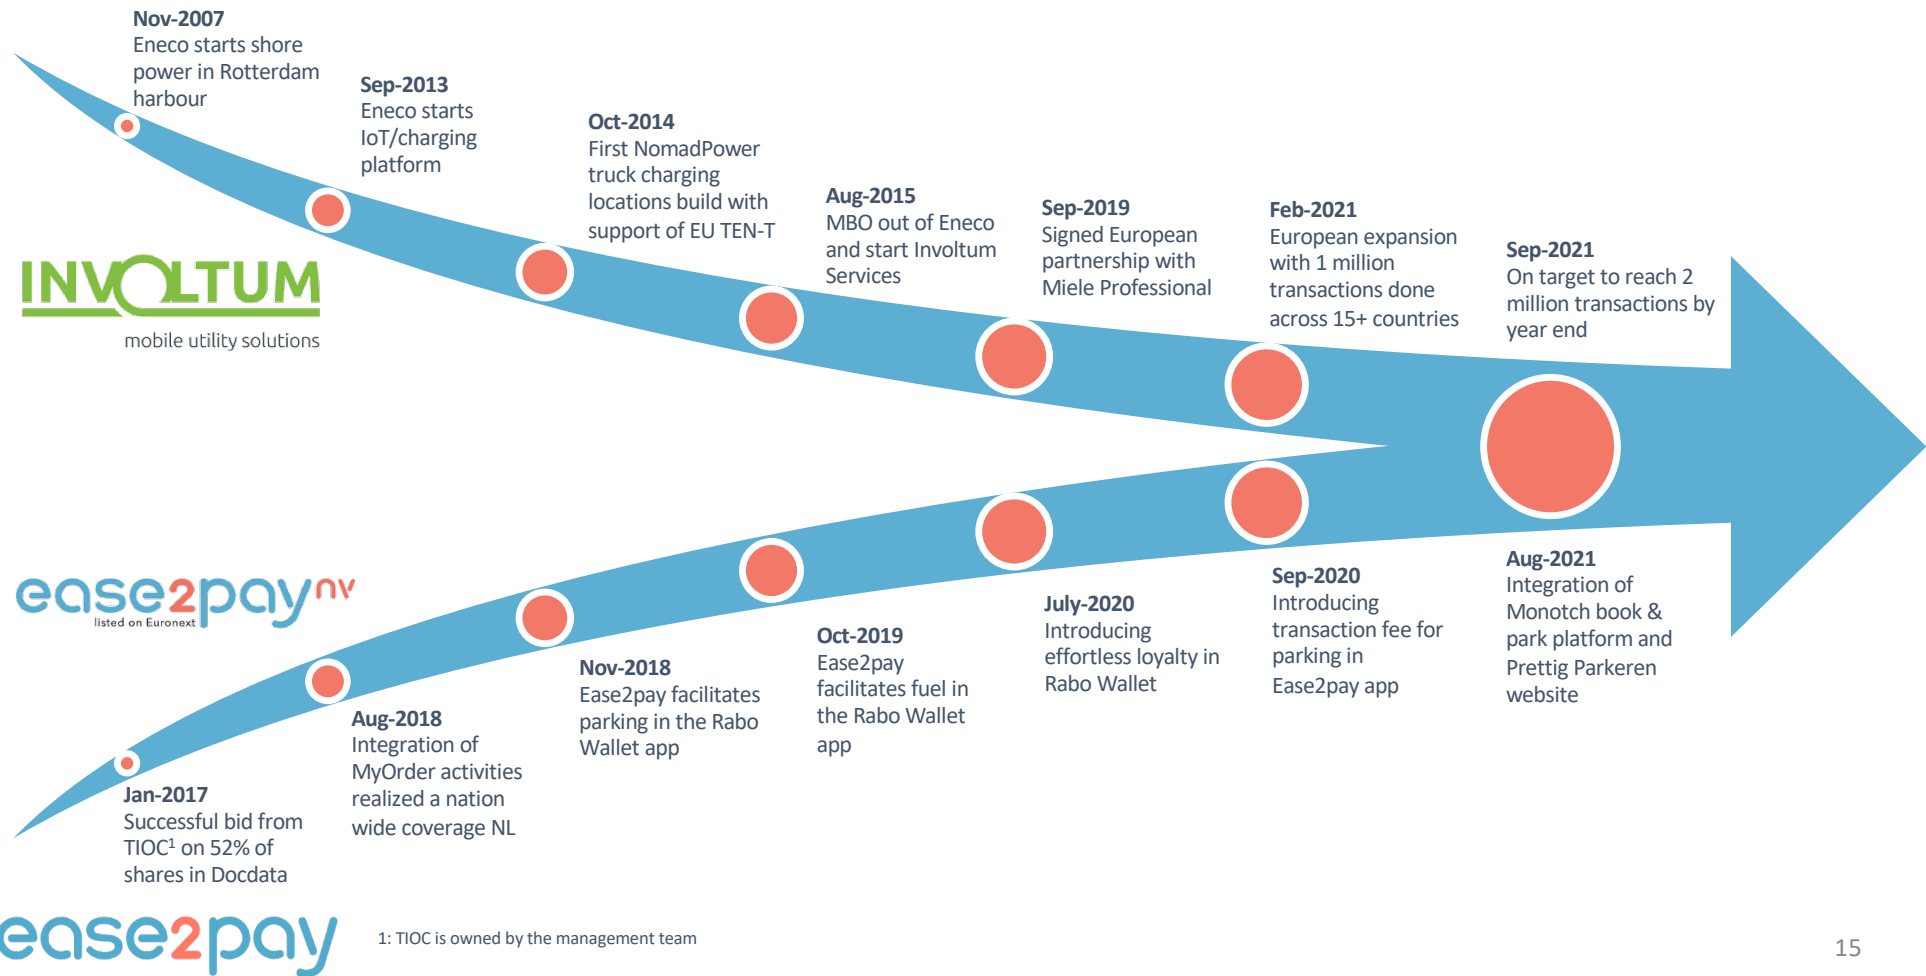 Nov-2007
Eneco starts shore
power in Rotterdam
harbour
Sep-2013
Eneco starts
IoT/charging
platform
Oct-2014
First NomadPower
truck charging
locations build with
support of EU TEN-T
Aug-2015
MBO out of Eneco
and start Involtum
Services
Sep-2019
Signed European
partnership with
Miele Professional
Feb-2021
European expansion
with 1 million
transactions done
across 15+ countries
Sep-2021
On target to reach 2
million transactions by
year end
INVOLTUM
mobile utility solutions
ease2paynv
listed on Euronext
Jan-2017
Successful bid from
TIOC¹ on 52% of
shares in Docdata
Aug-2018
Integration of
MyOrder activities
realized a nation
wide coverage NL
Nov-2018
Ease2pay facilitates
parking in the Rabo
Wallet app
Oct-2019
Ease2pay
facilitates fuel in
the Rabo Wallet
app
July-2020
Introducing
effortless loyalty in
Rabo Wallet
Sep-2020
Introducing
transaction fee for
parking in
Ease2pay app
Aug-2021
Integration of
Monotch book &
park platform and
Prettig Parkeren
website
ease2pay
1: TIOC is owned by the management team
15